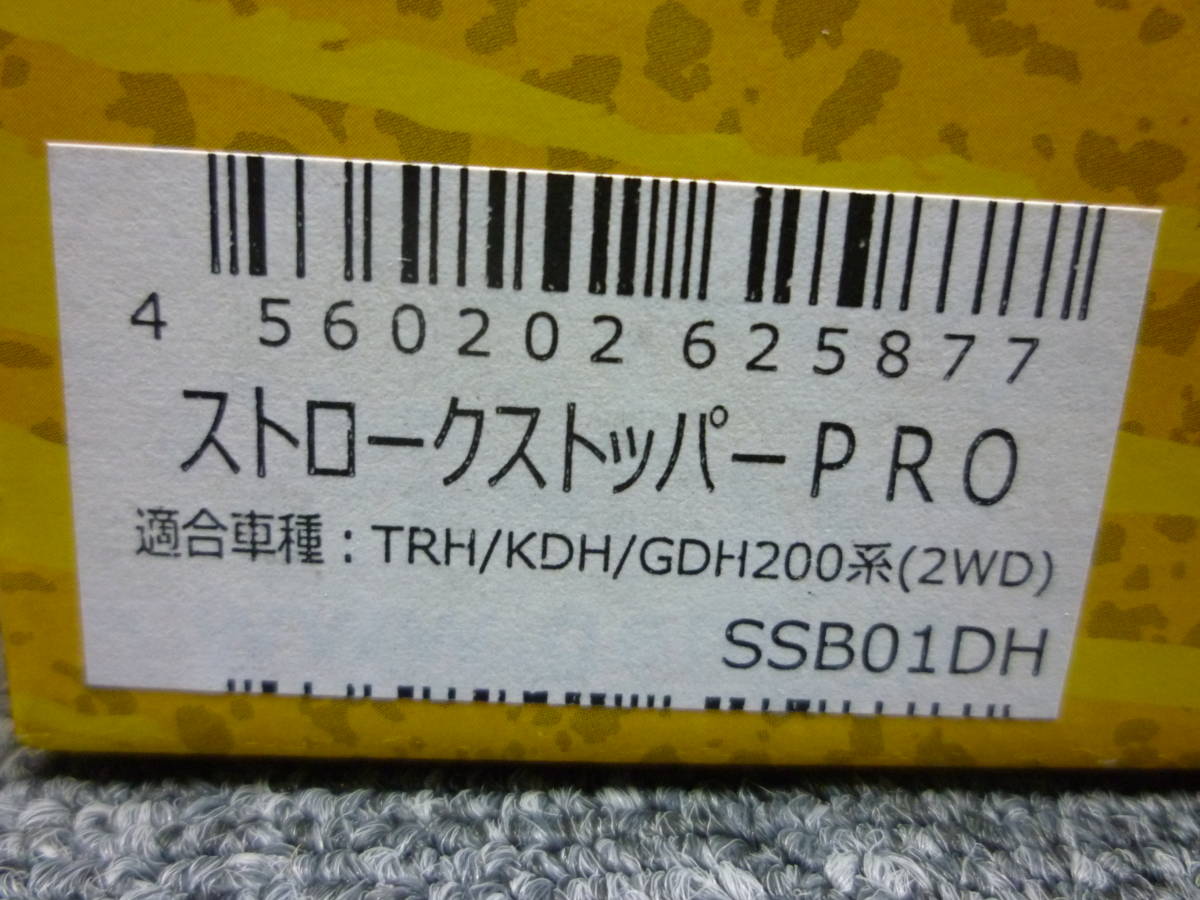 4 560202 625877
ストロークストッパーPRO
適合車種：TRH/KDH/GDH200系(2WD)
SSB01DH